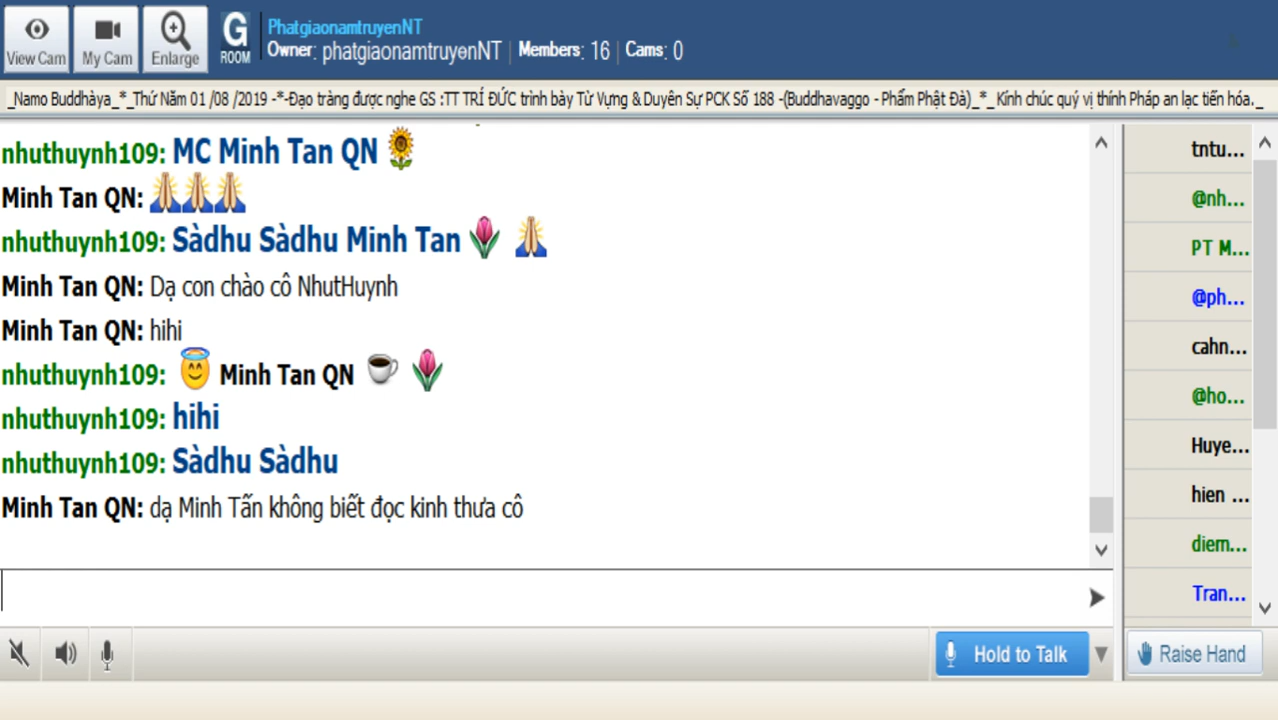 View Cam
My Cam
Enlarge
G
ROOM
PhatgiaonamtruyenNT
Owner: phatgiaonamtruyenNT | Members: 16 | Cams: 0
_Namo Buddhàya_*_Thứ Năm 01 /08 /2019 -*-Đạo tràng được nghe GS :TT TRÍ ĐỨC trình bày Từ Vựng & Duyên Sự PCK Số 188 -(Buddhavaggo - Phẩm Phật Đà)_*_ Kính chúc quý vị thính Pháp an lạc tiến hóa._
nhuthuynh109: MC Minh Tan QN
Minh Tan QN:
nhuthuynh109: Sàdhu Sàdhu Minh Tan
Minh Tan QN: Dạ con chào cô NhutHuynh
Minh Tan QN: hihi
nhuthuynh109: Minh Tan QN
nhuthuynh109: hihi
nhuthuynh109: Sàdhu Sàdhu
Minh Tan QN: dạ Minh Tấn không biết đọc kinh thưa cô
tntu...
@nh...
PT M...
@ph...
cahn...
@ho...
Huye...
hien ...
diem...
Tran...
Hold to Talk
Raise Hand